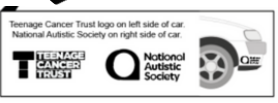 Teenage Cancer Trust logo on left side of car.
National Autistic Society on right side of car.
TEENAGE
CANCER
TRUST
National
Autistic
Society